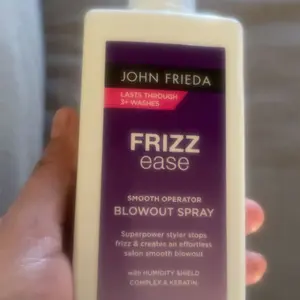 JOHN FRIEDA
LASTS THROUGH
3+ WASHES
FRIZZ
ease
SMOOTH OPERATOR
BLOWOUT SPRAY
Superpower styler stops
frizz & creates an effortless
salon smooth blowout
with HUMIDITY SHIELD
COMPLEX & KERATIN